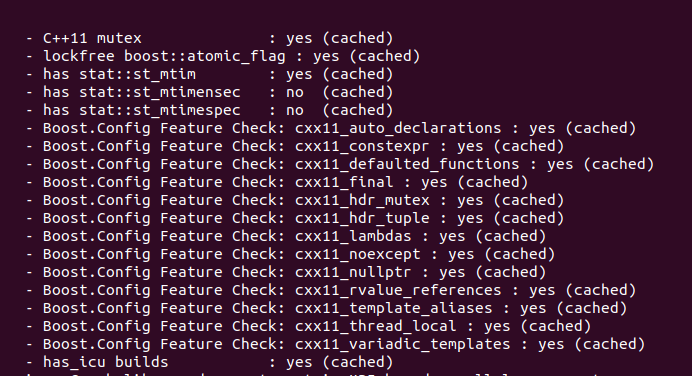 - C++11 mutex              : yes (cached)
- lockfree boost::atomic_flag : yes (cached)
- has stat::st_mtim        : yes (cached)
- has stat::st_mtimensec   : no  (cached)
- has stat::st_mtimespec   : no  (cached)
- Boost.Config Feature Check: cxx11_auto_declarations : yes (cached)
- Boost.Config Feature Check: cxx11_constexpr : yes (cached)
- Boost.Config Feature Check: cxx11_defaulted_functions : yes (cached)
- Boost.Config Feature Check: cxx11_final : yes (cached)
- Boost.Config Feature Check: cxx11_hdr_mutex : yes (cached)
- Boost.Config Feature Check: cxx11_hdr_tuple : yes (cached)
- Boost.Config Feature Check: cxx11_lambdas : yes (cached)
- Boost.Config Feature Check: cxx11_noexcept : yes (cached)
- Boost.Config Feature Check: cxx11_nullptr : yes (cached)
- Boost.Config Feature Check: cxx11_rvalue_references : yes (cached)
- Boost.Config Feature Check: cxx11_template_aliases : yes (cached)
- Boost.Config Feature Check: cxx11_thread_local : yes (cached)
- Boost.Config Feature Check: cxx11_variadic_templates : yes (cached)
- has_icu builds           : yes (cached)